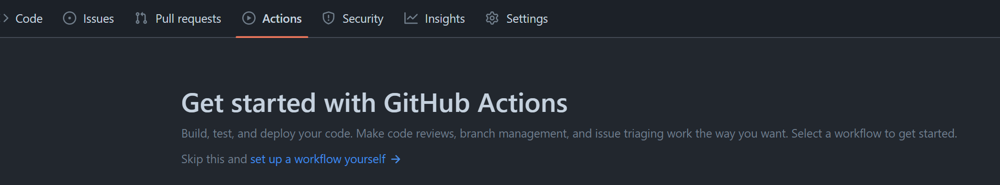 Code Issues Pull requests Actions Security Insights Settings
Get started with GitHub Actions
Build, test, and deploy your code. Make code reviews, branch management, and issue triaging work the way you want. Select a workflow to get started.
Skip this and set up a workflow yourself →